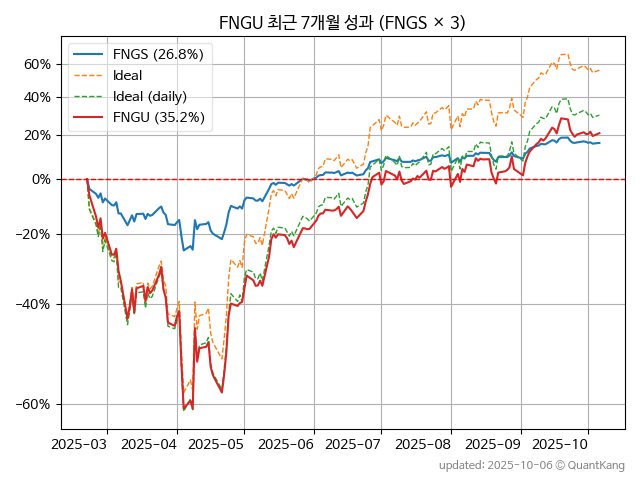 FNGU 최근 7개월 성과 (FNGS × 3)
FNGS (26.8%)
Ideal
Ideal (daily)
FNGU (35.2%)
60%
40%
20%
0%
−20%
−40%
−60%
2025-03 2025-04 2025-05 2025-06 2025-07 2025-08 2025-09 2025-10
updated: 2025-10-06 © QuantKang